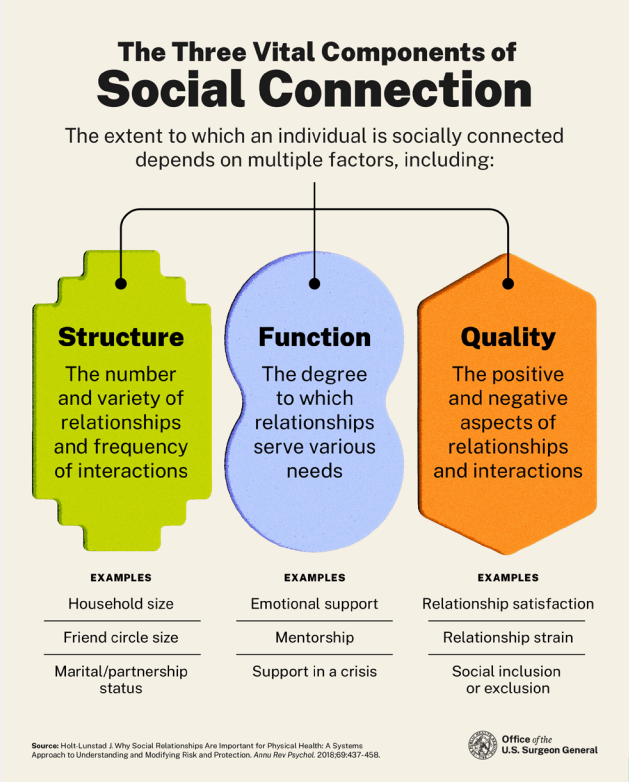 The Three Vital Components of
Social Connection
The extent to which an individual is socially connected
depends on multiple factors, including:
Structure
The number
and variety of
relationships
and frequency
of interactions
Function
The degree
to which
relationships
serve various
needs
Quality
The positive
and negative
aspects of
relationships
and interactions
EXAMPLES
Household size
Friend circle size
Marital/partnership
status
EXAMPLES
Emotional support
Mentorship
Support in a crisis
EXAMPLES
Relationship satisfaction
Relationship strain
Social inclusion
or exclusion
Source: Holt-Lunstad J. Why Social Relationships Are Important for Physical Health: A Systems
Approach to Understanding and Modifying Risk and Protection. Annu Rev Psychol. 2018;69:437-458.
Office of the
U.S. Surgeon General